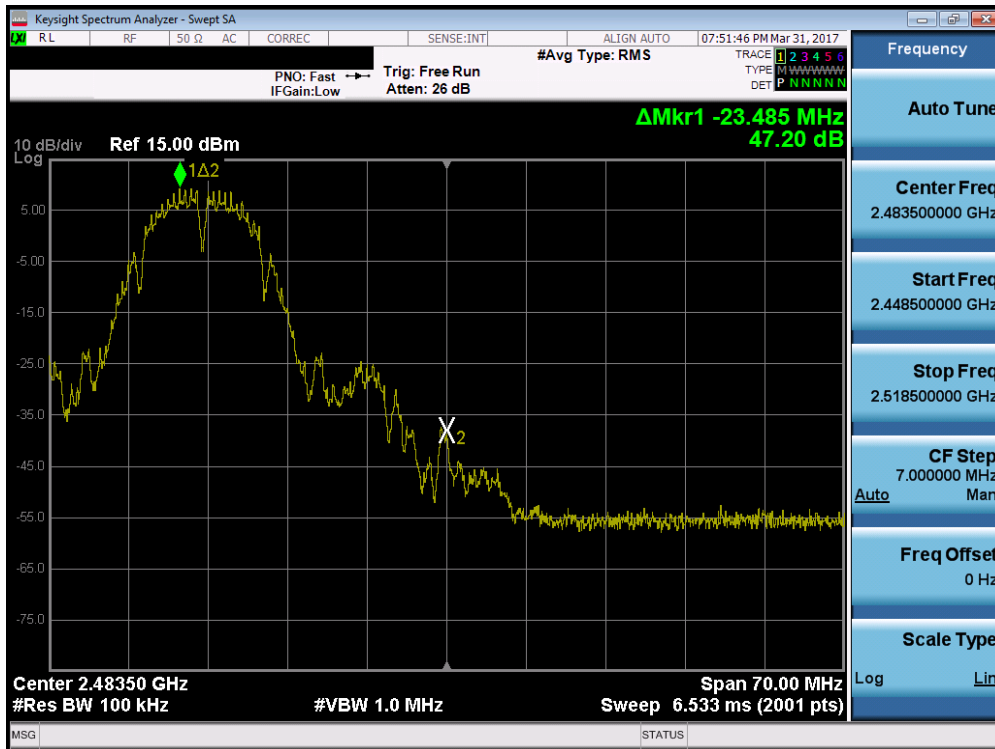 Keysight Spectrum Analyzer - Swept SA
LXI RL RF 50 Ω AC CORREC SENSE:INT ALIGN AUTO 07:51:46 PM Mar 31, 2017
PNO: Fast Trig: Free Run #Avg Type: RMS TRACE 1 2 3 4 5 6
IFGain:Low Atten: 26 dB TYPE M WWWWW
DET P N N N N N
ΔMkr1 -23.485 MHz
47.20 dB
10 dB/div Ref 15.00 dBm
Log
1Δ2
5.00
-5.00
-15.0
-25.0
-35.0
X2
-45.0
-55.0
-65.0
-75.0
Center 2.48350 GHz Span 70.00 MHz
#Res BW 100 kHz #VBW 1.0 MHz Sweep 6.533 ms (2001 pts)
MSG STATUS
Frequency
Auto Tune
Center Freq
2.483500000 GHz
Start Freq
2.448500000 GHz
Stop Freq
2.518500000 GHz
CF Step
7.000000 MHz
Auto Man
Freq Offset
0 Hz
Scale Type
Log Lin